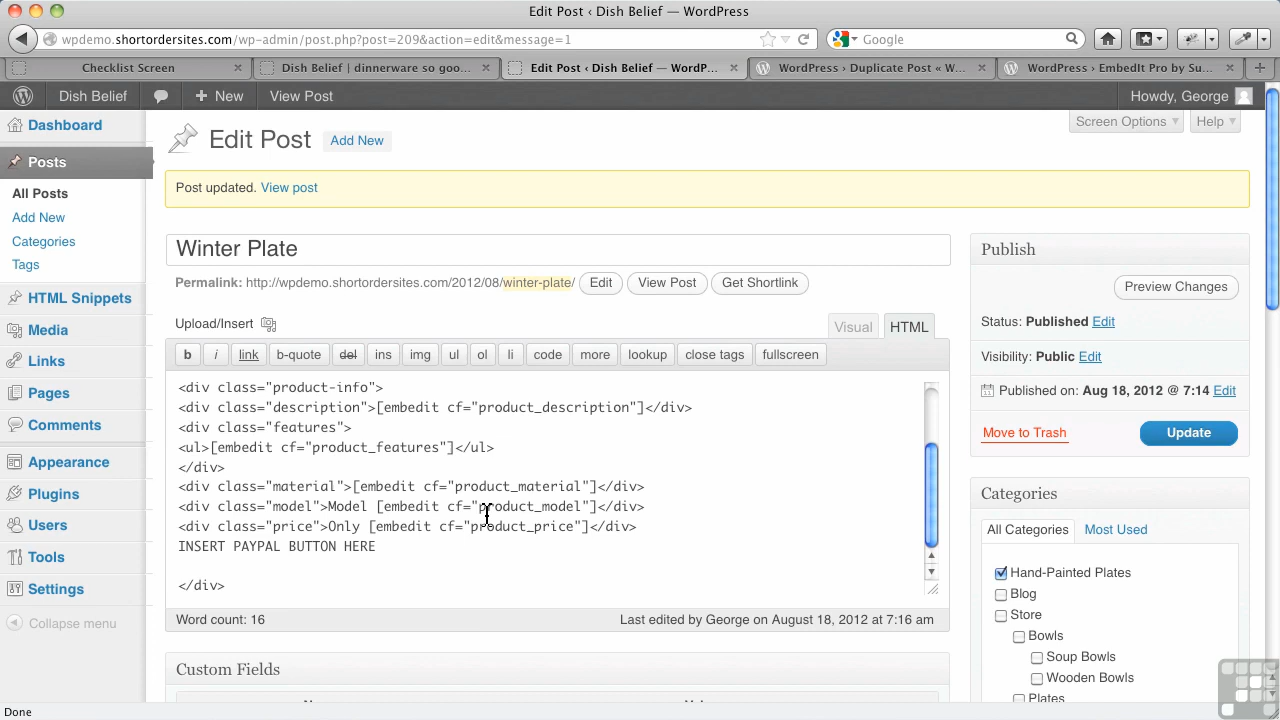 Edit Post ‹ Dish Belief — WordPress
wpdemo.shortordersites.com/wp-admin/post.php?post=209&action=edit&message=1
Google
Checklist Screen
Dish Belief | dinnerware so goo...
Edit Post ‹ Dish Belief — WordP...
WordPress › Duplicate Post « W...
WordPress › EmbedIt Pro by Su...
Dish Belief
+ New
View Post
Howdy, George
Dashboard
Posts
All Posts
Add New
Categories
Tags
HTML Snippets
Media
Links
Pages
Comments
Appearance
Plugins
Users
Tools
Settings
Collapse menu
Screen Options
Help
Edit Post
Add New
Post updated. View post
Winter Plate
Permalink: http://wpdemo.shortordersites.com/2012/08/winter-plate/ Edit View Post Get Shortlink
Upload/Insert
Visual
HTML
b i link b-quote del ins img ul ol li code more lookup close tags fullscreen
<div class="product-info">
<div class="description">[embedit cf="product_description"]</div>
<div class="features">
<ul>[embedit cf="product_features"]</ul>
</div>
<div class="material">[embedit cf="product_material"]</div>
<div class="model">Model [embedit cf="product_model"]</div>
<div class="price">Only [embedit cf="product_price"]</div>
INSERT PAYPAL BUTTON HERE
</div>
Word count: 16
Last edited by George on August 18, 2012 at 7:16 am
Custom Fields
Publish
Preview Changes
Status: Published Edit
Visibility: Public Edit
Published on: Aug 18, 2012 @ 7:14 Edit
Move to Trash
Update
Categories
All Categories
Most Used
Hand-Painted Plates
Blog
Store
Bowls
Soup Bowls
Wooden Bowls
Plates
Done